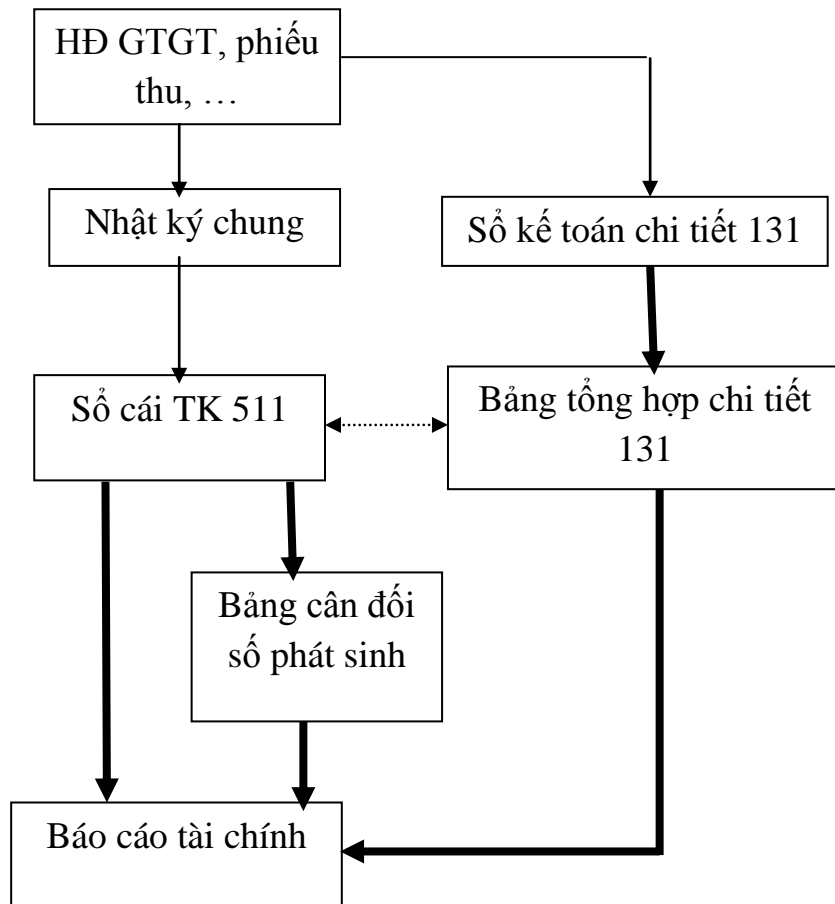 HĐ GTGT, phiếu
thu, …
Nhật ký chung
Sổ kế toán chi tiết 131
Sổ cái TK 511
Bảng tổng hợp chi tiết
131
Bảng cân đối
số phát sinh
Báo cáo tài chính